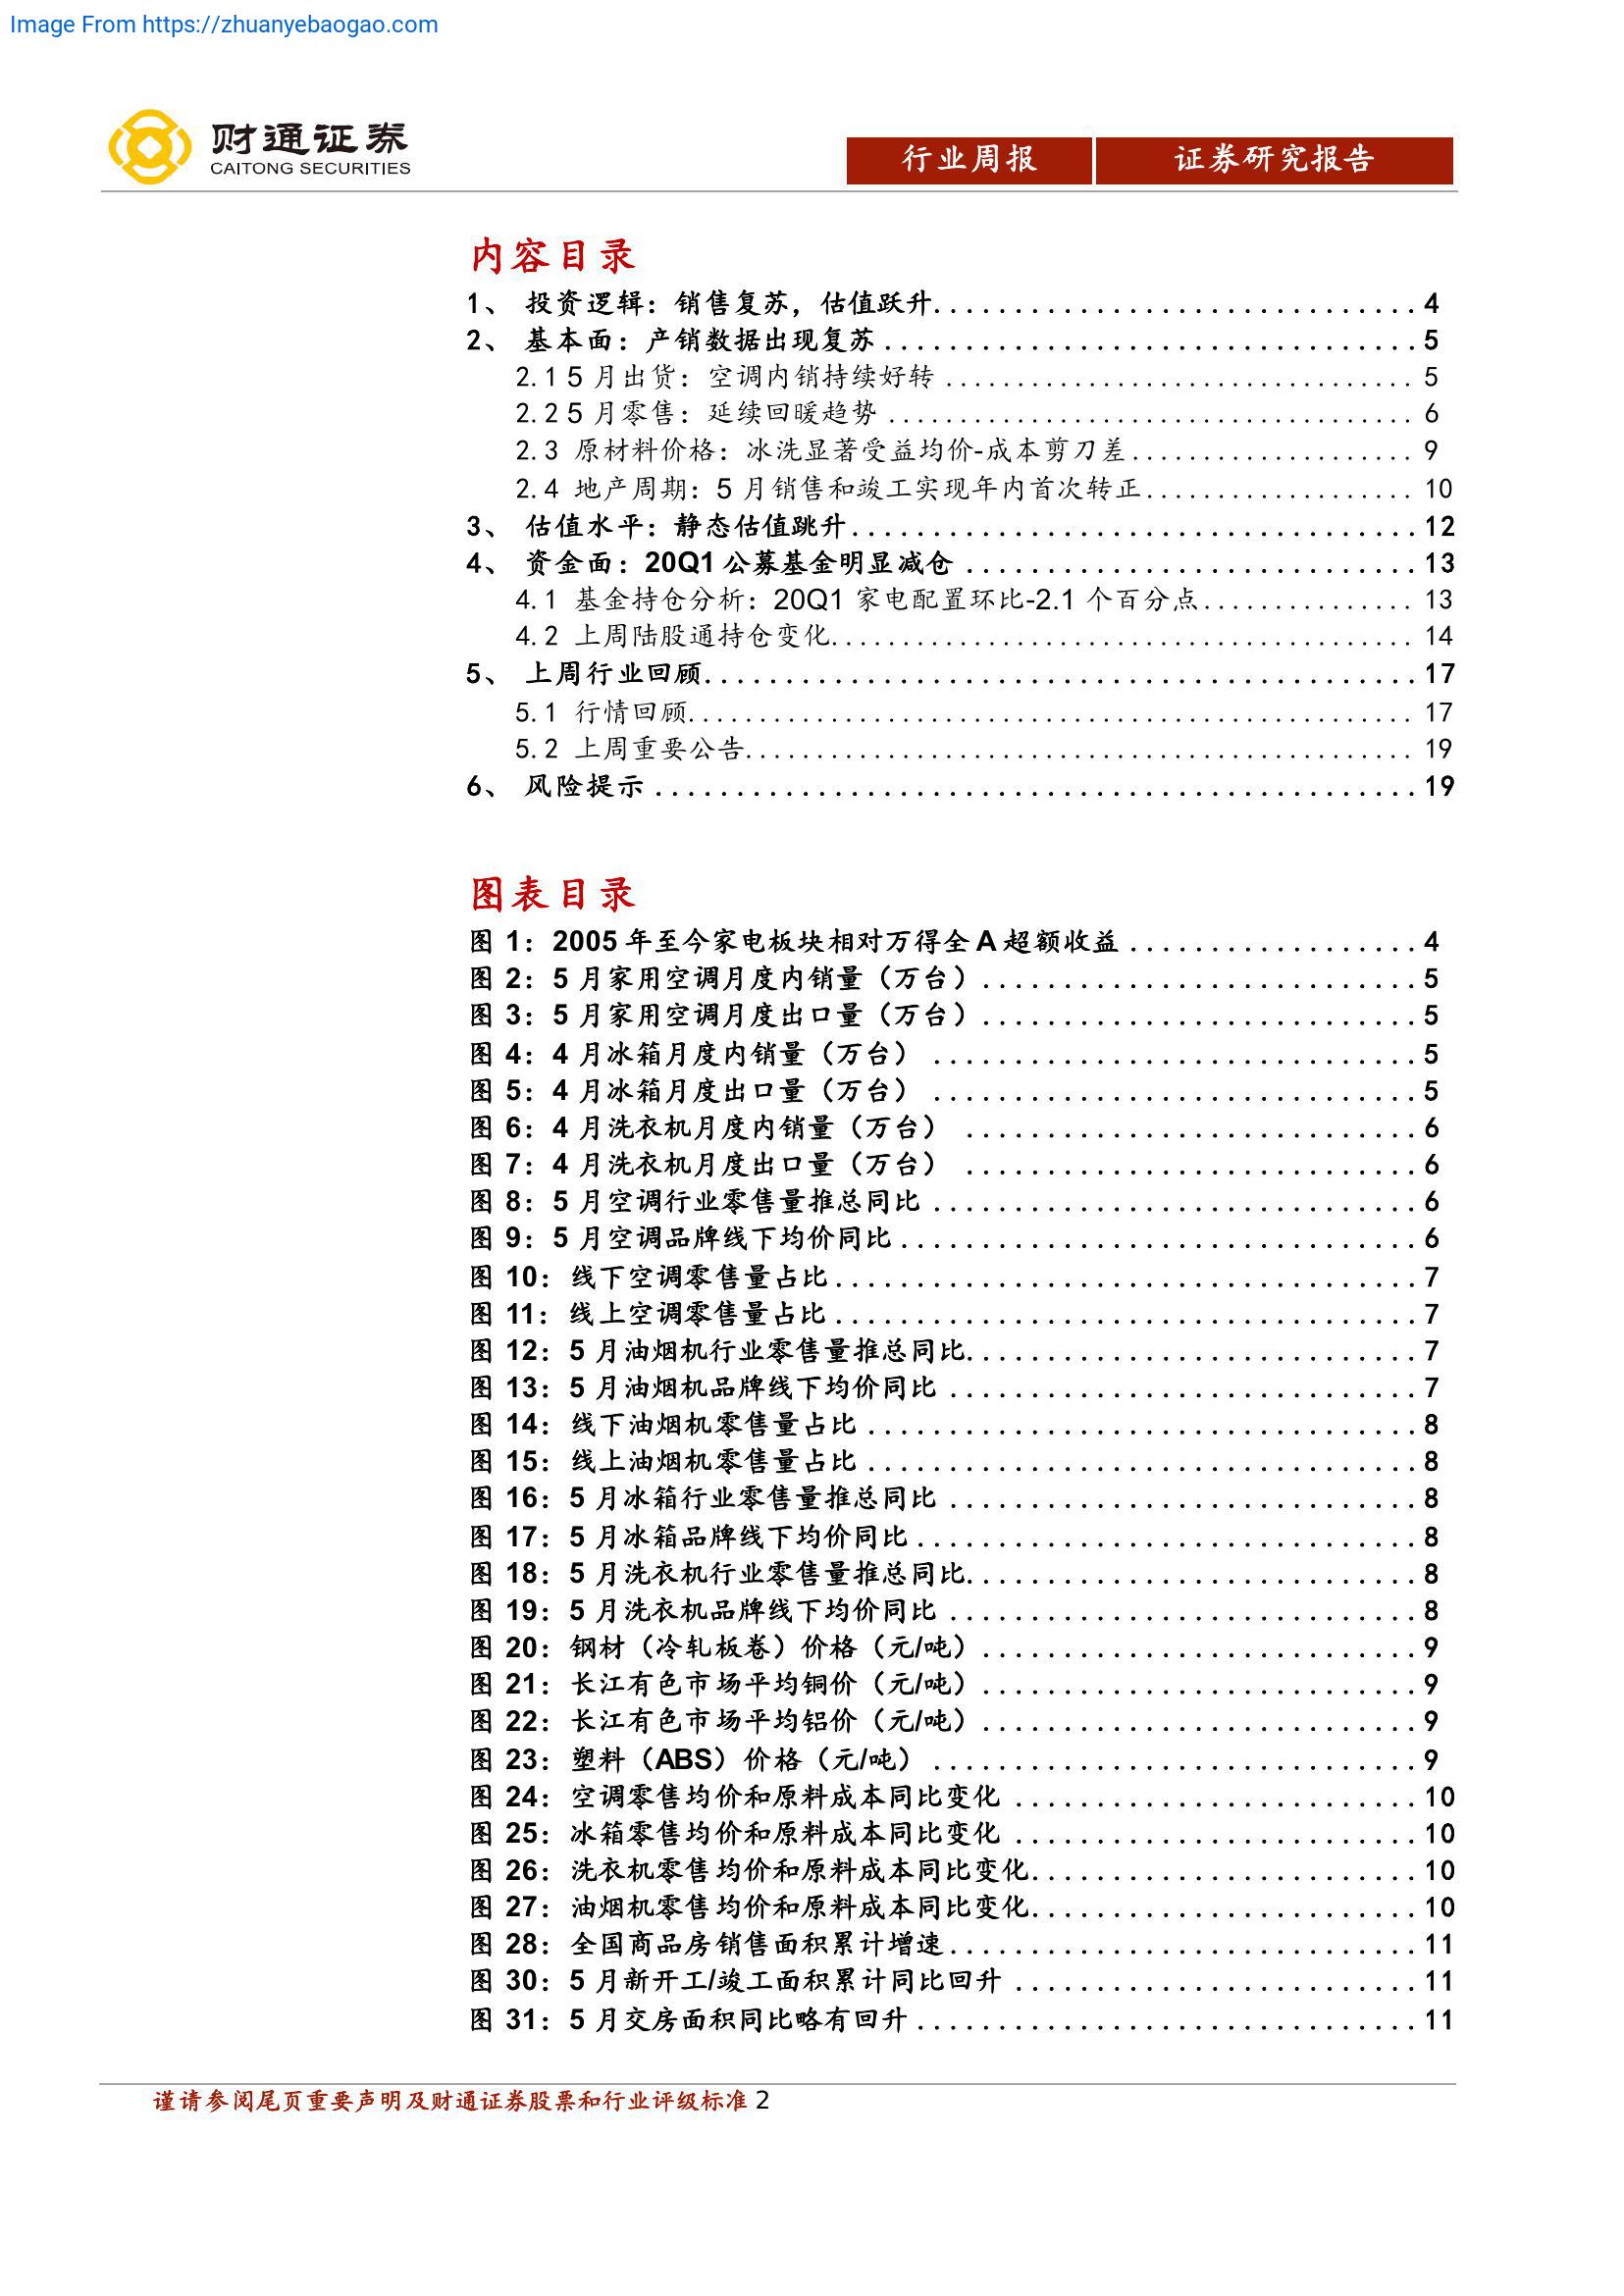 Image From https://zhuanyebaogao.com
财通证券
CAITONG SECURITIES
行业周报 证券研究报告
内容目录
1、 投资逻辑：销售复苏，估值跃升..............................4
2、 基本面：产销数据出现复苏.................................5
2.1 5 月出货：空调内销持续好转.................................5
2.2 5 月零售：延续回暖趋势.....................................6
2.3 原材料价格：冰洗显著受益均价-成本剪刀差....................9
2.4 地产周期：5 月销售和竣工实现年内首次转正...................10
3、 估值水平：静态估值跳升...................................12
4、 资金面：20Q1 公募基金明显减仓............................13
4.1 基金持仓分析：20Q1 家电配置环比-2.1 个百分点...............13
4.2 上周陆股通持仓变化.........................................14
5、 上周行业回顾............................................17
5.1 行情回顾...................................................17
5.2 上周重要公告...............................................19
6、 风险提示...............................................19
图表目录
图 1：2005 年至今家电板块相对万得全 A 超额收益..................4
图 2：5 月家用空调月度内销量（万台）...........................5
图 3：5 月家用空调月度出口量（万台）...........................5
图 4：4 月冰箱月度内销量（万台）..............................5
图 5：4 月冰箱月度出口量（万台）..............................5
图 6：4 月洗衣机月度内销量（万台）............................6
图 7：4 月洗衣机月度出口量（万台）............................6
图 8：5 月空调行业零售量推总同比..............................6
图 9：5 月空调品牌线下均价同比................................6
图 10：线下空调零售量占比....................................7
图 11：线上空调零售量占比....................................7
图 12：5 月油烟机行业零售量推总同比............................7
图 13：5 月油烟机品牌线下均价同比.............................7
图 14：线下油烟机零售量占比..................................8
图 15：线上油烟机零售量占比..................................8
图 16：5 月冰箱行业零售量推总同比.............................8
图 17：5 月冰箱品牌线下均价同比...............................8
图 18：5 月洗衣机行业零售量推总同比............................8
图 19：5 月洗衣机品牌线下均价同比.............................8
图 20：钢材（冷轧板卷）价格（元/吨）...........................9
图 21：长江有色市场平均铜价（元/吨）...........................9
图 22：长江有色市场平均铝价（元/吨）...........................9
图 23：塑料（ABS）价格（元/吨）..............................9
图 24：空调零售均价和原料成本同比变化.........................10
图 25：冰箱零售均价和原料成本同比变化.........................10
图 26：洗衣机零售均价和原料成本同比变化........................10
图 27：油烟机零售均价和原料成本同比变化........................10
图 28：全国商品房销售面积累计增速.............................11
图 30：5 月新开工/竣工面积累计同比回升.........................11
图 31：5 月交房面积同比略有回升...............................11
谨请参阅尾页重要声明及财通证券股票和行业评级标准 2